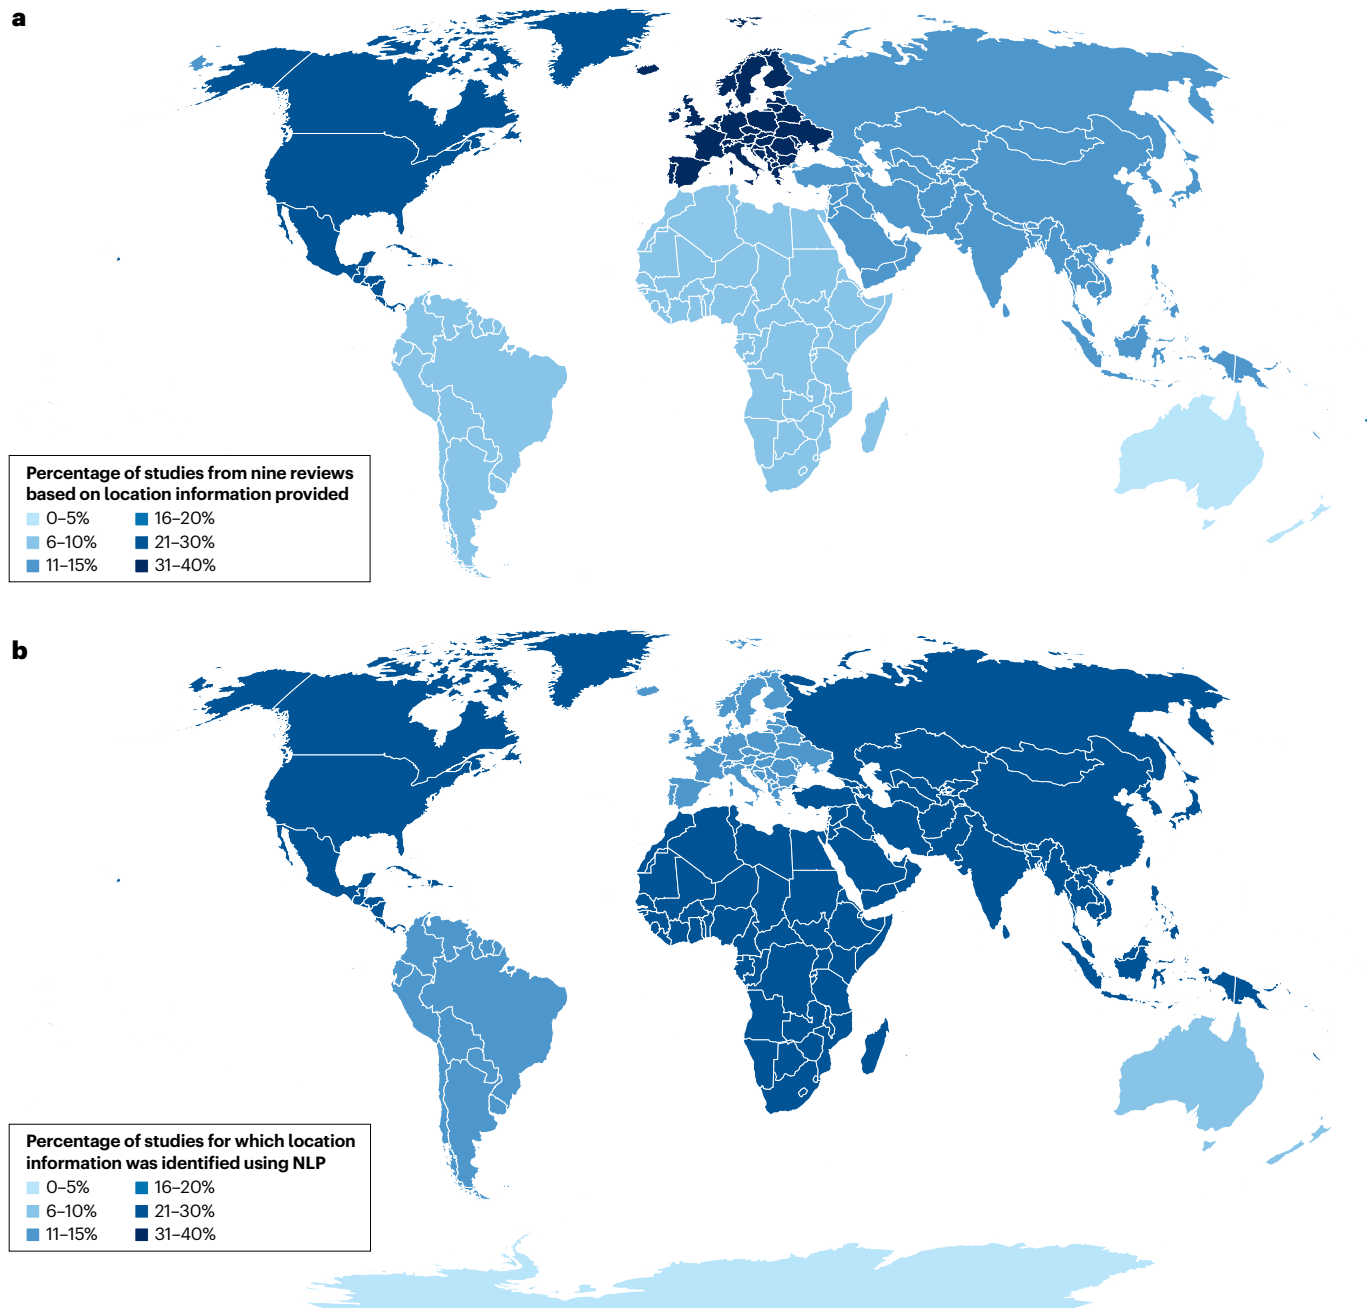 a
Percentage of studies from nine reviews
based on location information provided
0–5% 16–20%
6–10% 21–30%
11–15% 31–40%
b
Percentage of studies for which location
information was identified using NLP
0–5% 16–20%
6–10% 21–30%
11–15% 31–40%